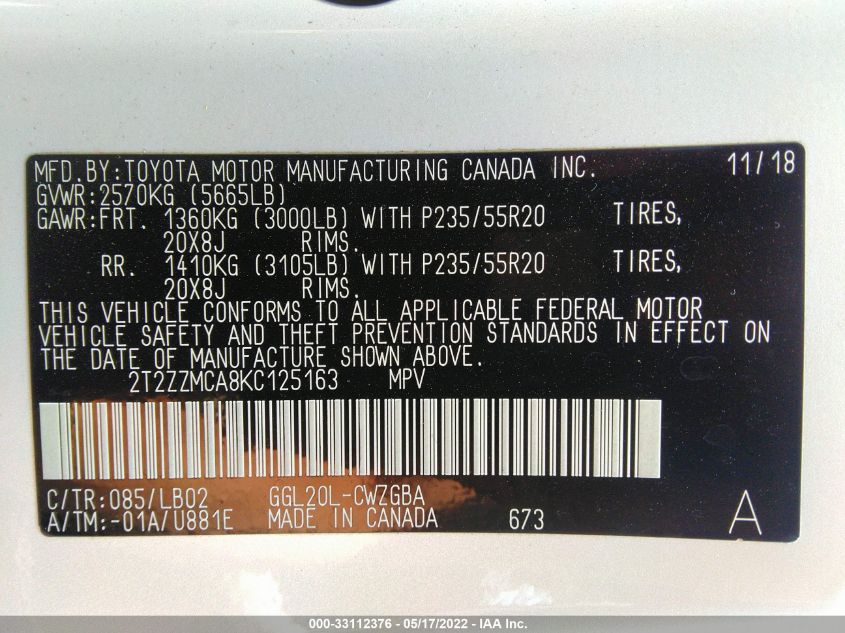 MFD.BY:TOYOTA MOTOR MANUFACTURING CANADA INC. 11/18
GVWR:2570KG (5665LB)
GAWR:FRT. 1360KG (3000LB) WITH P235/55R20 TIRES,
20X8J RIMS.
RR. 1410KG (3105LB) WITH P235/55R20 TIRES,
20X8J RIMS.
THIS VEHICLE CONFORMS TO ALL APPLICABLE FEDERAL MOTOR
VEHICLE SAFETY AND THEFT PREVENTION STANDARDS IN EFFECT ON
THE DATE OF MANUFACTURE SHOWN ABOVE.
2T2ZZMCA8KC125163 MPV
C/TR:085/LB02 GGL20L-CWZGBA
A/TM:-01A/U881E MADE IN CANADA 673 A
000-33112376 - 05/17/2022 - IAA Inc.